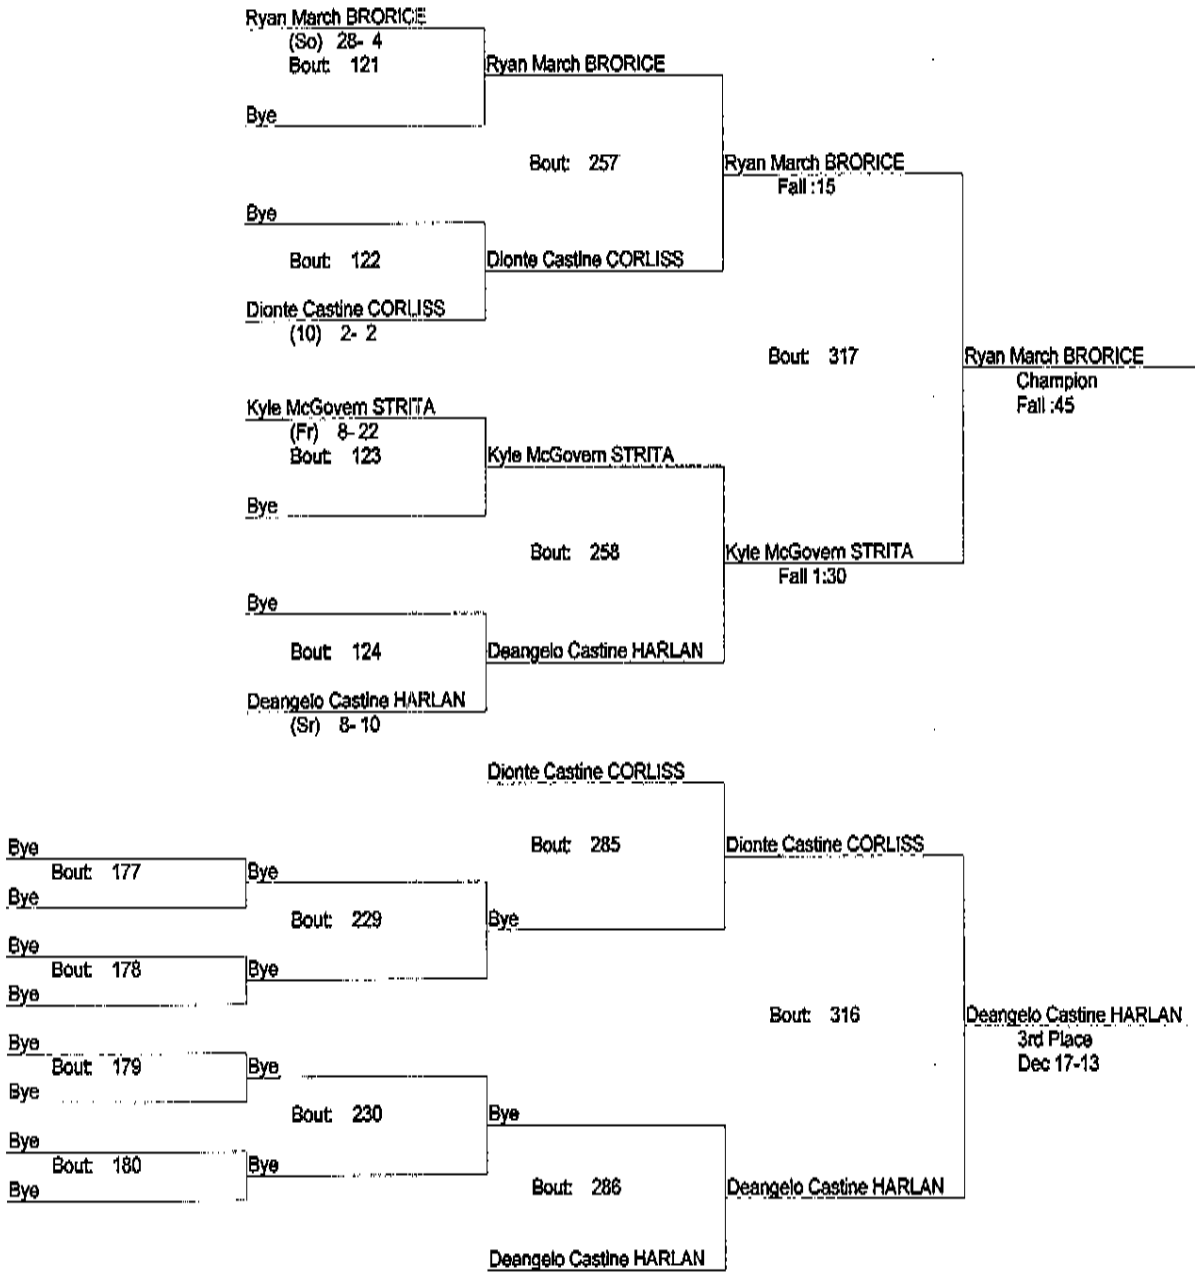 Ryan March BRORICE
(So) 28- 4
Bout: 121
Ryan March BRORICE
Bye
Bout: 257
Ryan March BRORICE
Fall :15
Bye
Bout: 122
Dionte Castine CORLISS
Dionte Castine CORLISS
(10) 2- 2
Bout: 317
Ryan March BRORICE
Champion
Fall :45
Kyle McGovern STRITA
(Fr) 8- 22
Bout: 123
Kyle McGovern STRITA
Bye
Bout: 258
Kyle McGovern STRITA
Fall 1:30
Bye
Bout: 124
Deangelo Castine HARLAN
Deangelo Castine HARLAN
(Sr) 8- 10
Dionte Castine CORLISS
Bout: 285
Dionte Castine CORLISS
Bye
Bout: 177
Bye
Bye
Bout: 229
Bye
Bye
Bout: 178
Bye
Bye
Bout: 316
Deangelo Castine HARLAN
3rd Place
Dec 17-13
Bye
Bout: 179
Bye
Bye
Bout: 230
Bye
Bye
Bout: 180
Bye
Bye
Bout: 286
Deangelo Castine HARLAN
Deangelo Castine HARLAN